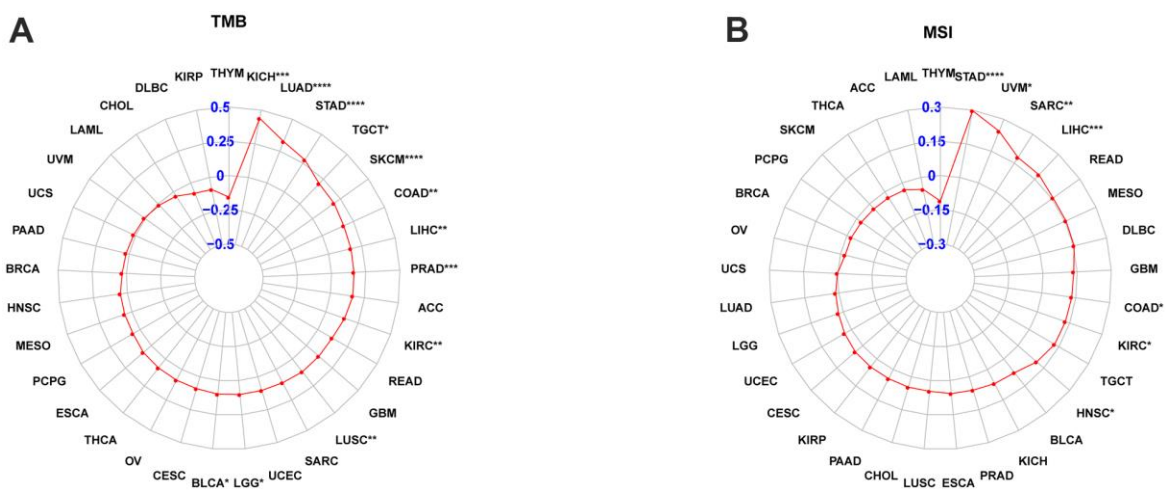 A
TMB
THYM
KICH***
LUAD****
STAD****
TGCT*
SKCM****
COAD**
LIHC**
PRAD***
ACC
KIRC**
READ
GBM
LUSC**
SARC
UCEC
LGG*
BLCA*
CESC
OV
THCA
ESCA
PCPG
MESO
HNSC
BRCA
PAAD
UCS
UVM
LAML
CHOL
DLBC
KIRP
0.5
0.25
0
−0.25
−0.5
B
MSI
THYM
STAD****
UVM*
SARC**
LIHC***
READ
MESO
DLBC
GBM
COAD*
KIRC*
TGCT
HNSC*
BLCA
KICH
PRAD
ESCA
LUSC
CHOL
PAAD
KIRP
CESC
UCEC
LGG
LUAD
UCS
OV
BRCA
PCPG
SKCM
THCA
ACC
LAML
0.3
0.15
0
−0.15
−0.3